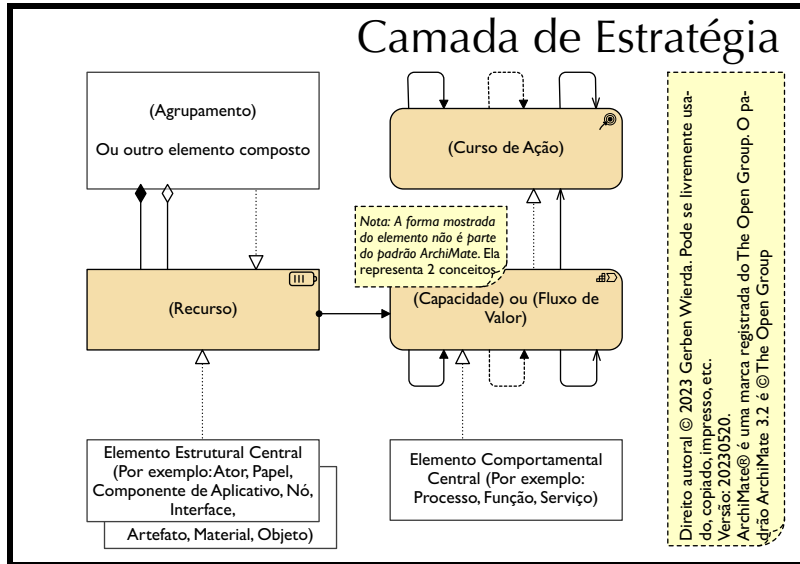 Camada de Estratégia
(Agrupamento)
Ou outro elemento composto
(Curso de Ação)
Nota: A forma mostrada
do elemento não é parte
do padrão ArchiMate. Ela
representa 2 conceitos
(Recurso)
(Capacidade) ou (Fluxo de
Valor)
Elemento Estrutural Central
(Por exemplo: Ator, Papel,
Componente de Aplicativo, Nó,
Interface,
Artefato, Material, Objeto)
Elemento Comportamental
Central (Por exemplo:
Processo, Função, Serviço)
Direito autoral © 2023 Gerben Wierda. Pode se livremente usa-
do, copiado, impresso, etc.
Versão: 20230520.
ArchiMate® é uma marca registrada do The Open Group. O pa-
drão ArchiMate 3.2 é © The Open Group